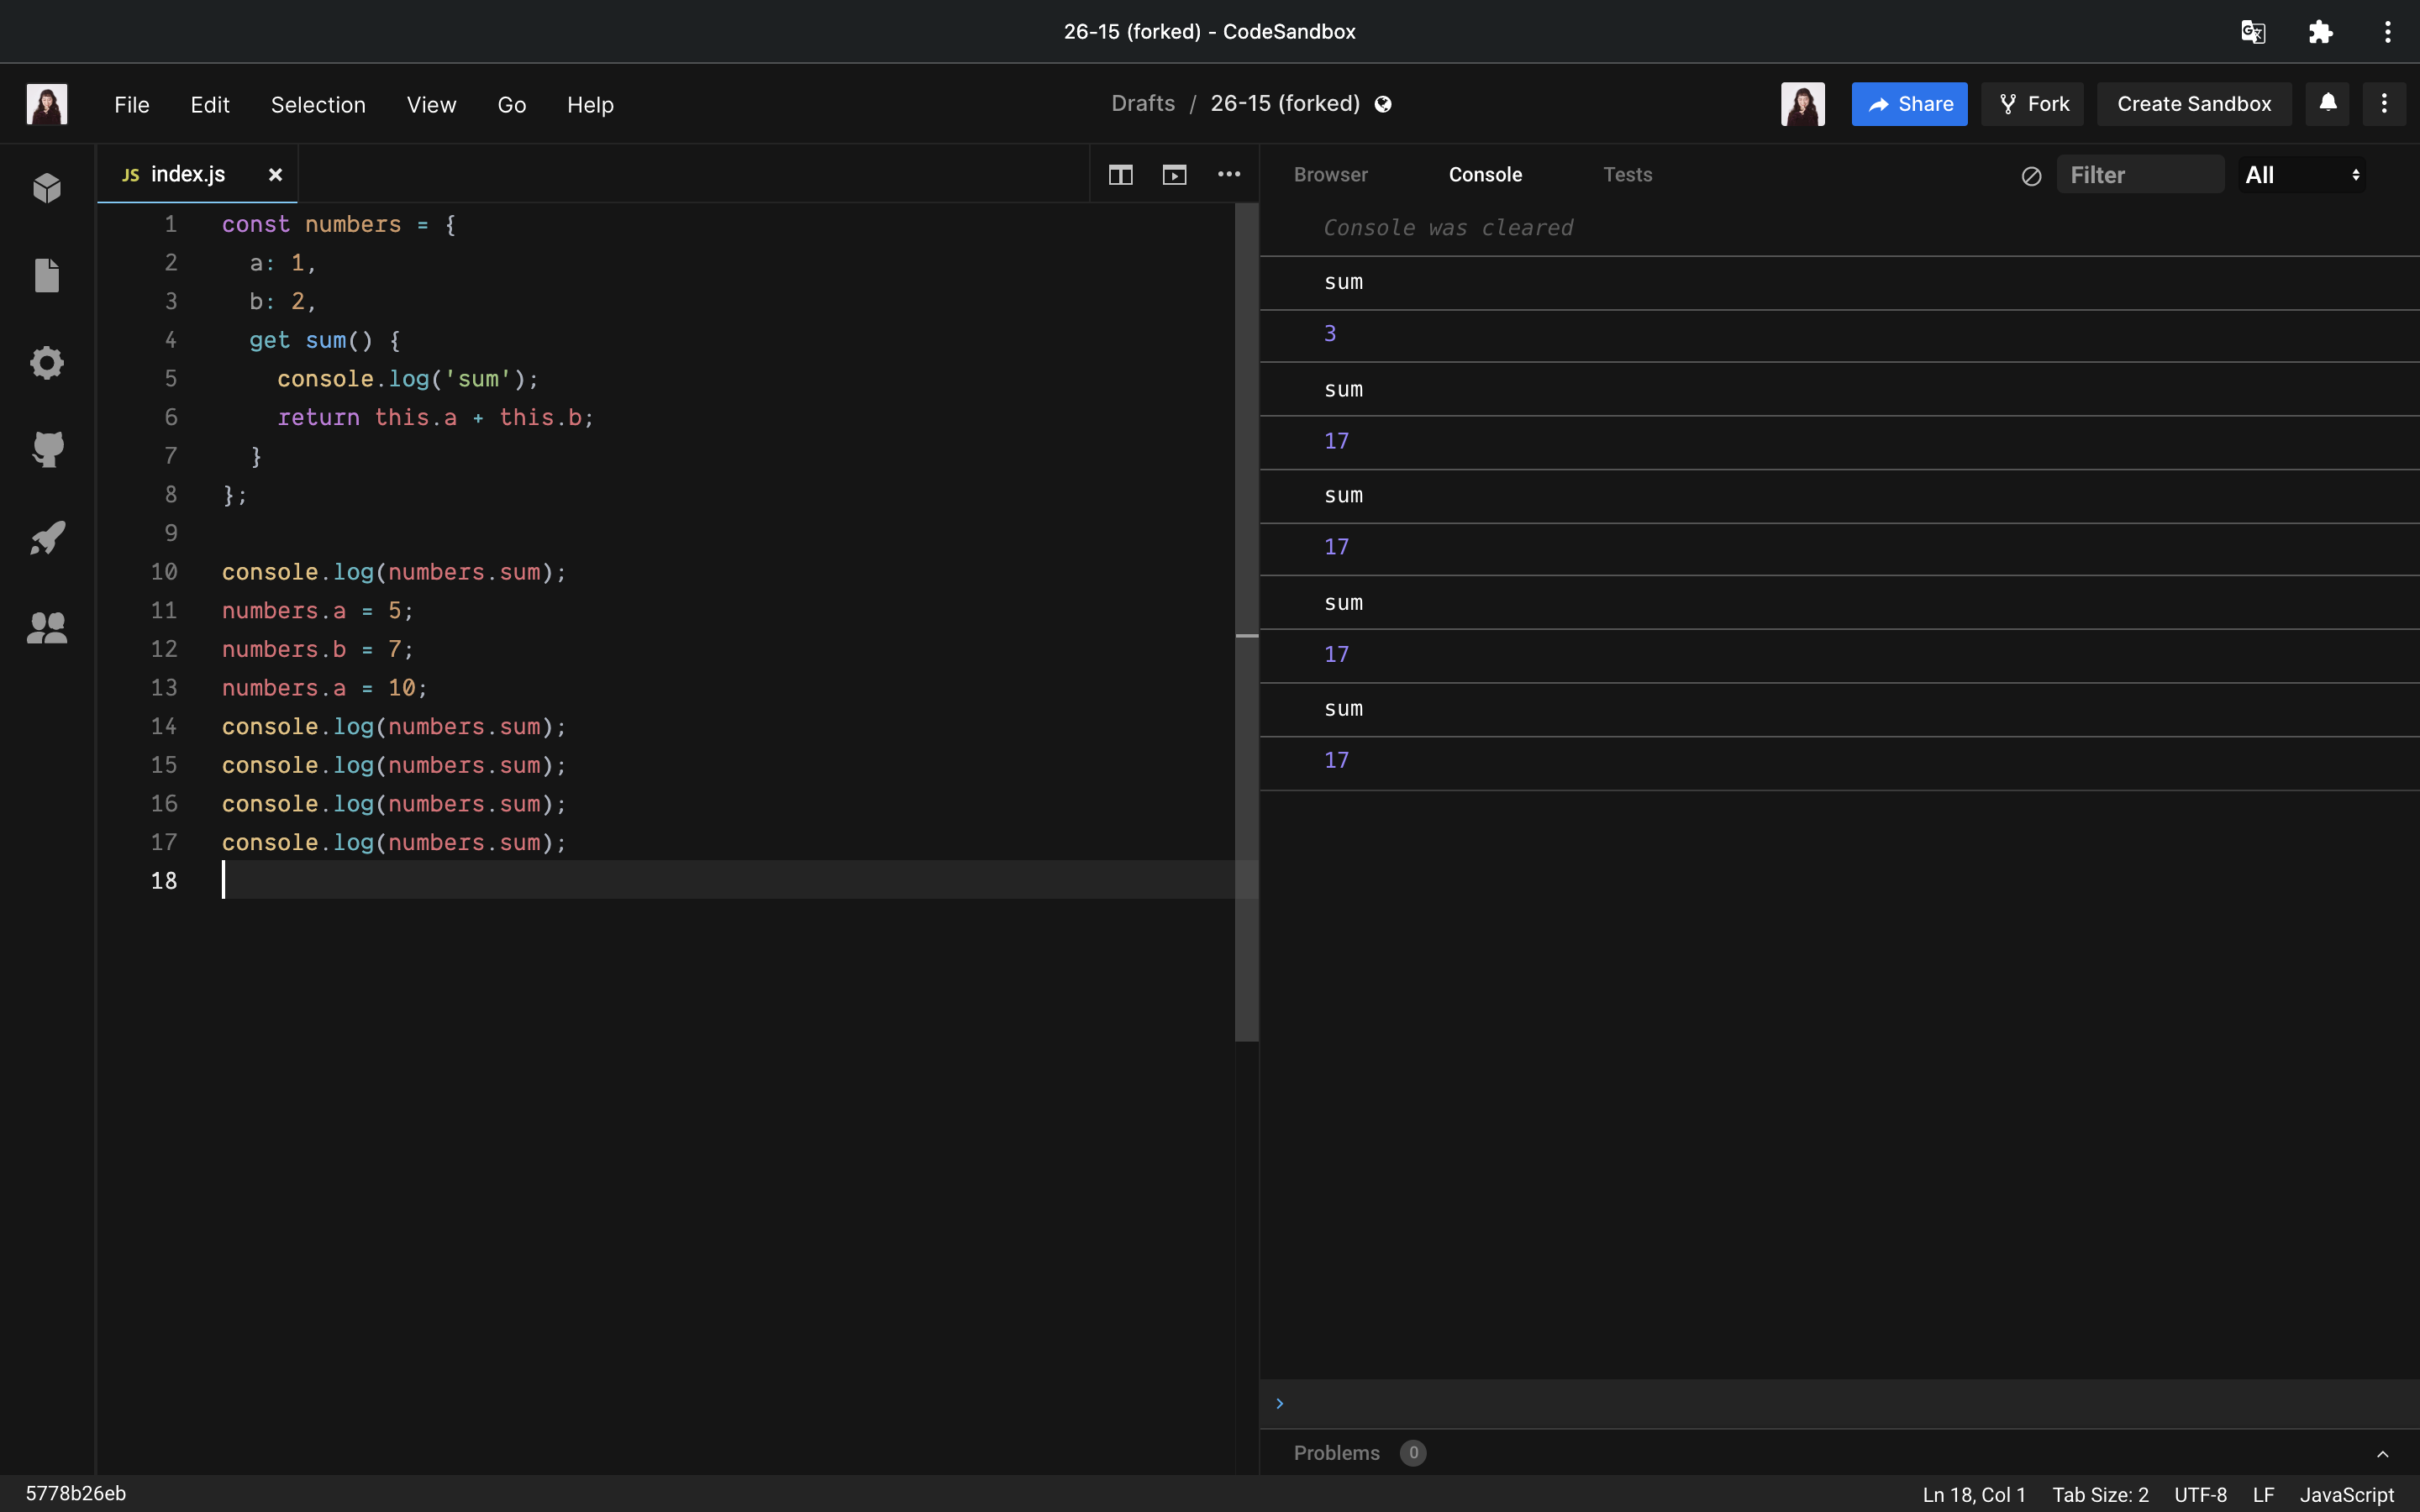 26-15 (forked) - CodeSandbox
File Edit Selection View Go Help
Drafts / 26-15 (forked)
Share Fork Create Sandbox
JS index.js
Browser Console Tests
Filter All
1 const numbers = {
2 a: 1,
3 b: 2,
4 get sum() {
5 console.log('sum');
6 return this.a + this.b;
7 }
8 };
9
10 console.log(numbers.sum);
11 numbers.a = 5;
12 numbers.b = 7;
13 numbers.a = 10;
14 console.log(numbers.sum);
15 console.log(numbers.sum);
16 console.log(numbers.sum);
17 console.log(numbers.sum);
18
Console was cleared
sum
3
sum
17
sum
17
sum
17
sum
17
Problems 0
5778b26eb
Ln 18, Col 1 Tab Size: 2 UTF-8 LF JavaScript